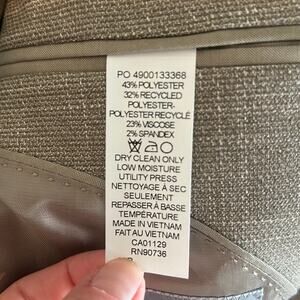 PO 4900133368
43% POLYESTER
32% RECYCLED
POLYESTER-
POLYESTER RECYCLÉ
23% VISCOSE
2% SPANDEX
DRY CLEAN ONLY
LOW MOISTURE
UTILITY PRESS
NETTOYAGE À SEC
SEULEMENT
REPASSER À BASSE
TEMPÉRATURE
MADE IN VIETNAM
FAIT AU VIETNAM
CA01129
RN90736